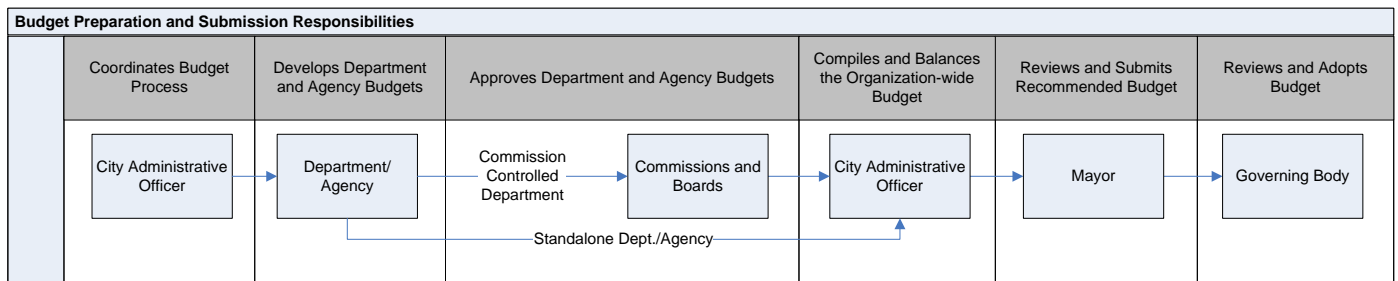 Budget Preparation and Submission Responsibilities
Coordinates Budget
Process
Develops Department
and Agency Budgets
Approves Department and Agency Budgets
Compiles and Balances
the Organization-wide
Budget
Reviews and Submits
Recommended Budget
Reviews and Adopts
Budget
City Administrative
Officer
Department/
Agency
Commission
Controlled
Department
Commissions and
Boards
City Administrative
Officer
Mayor
Governing Body
Standalone Dept./Agency